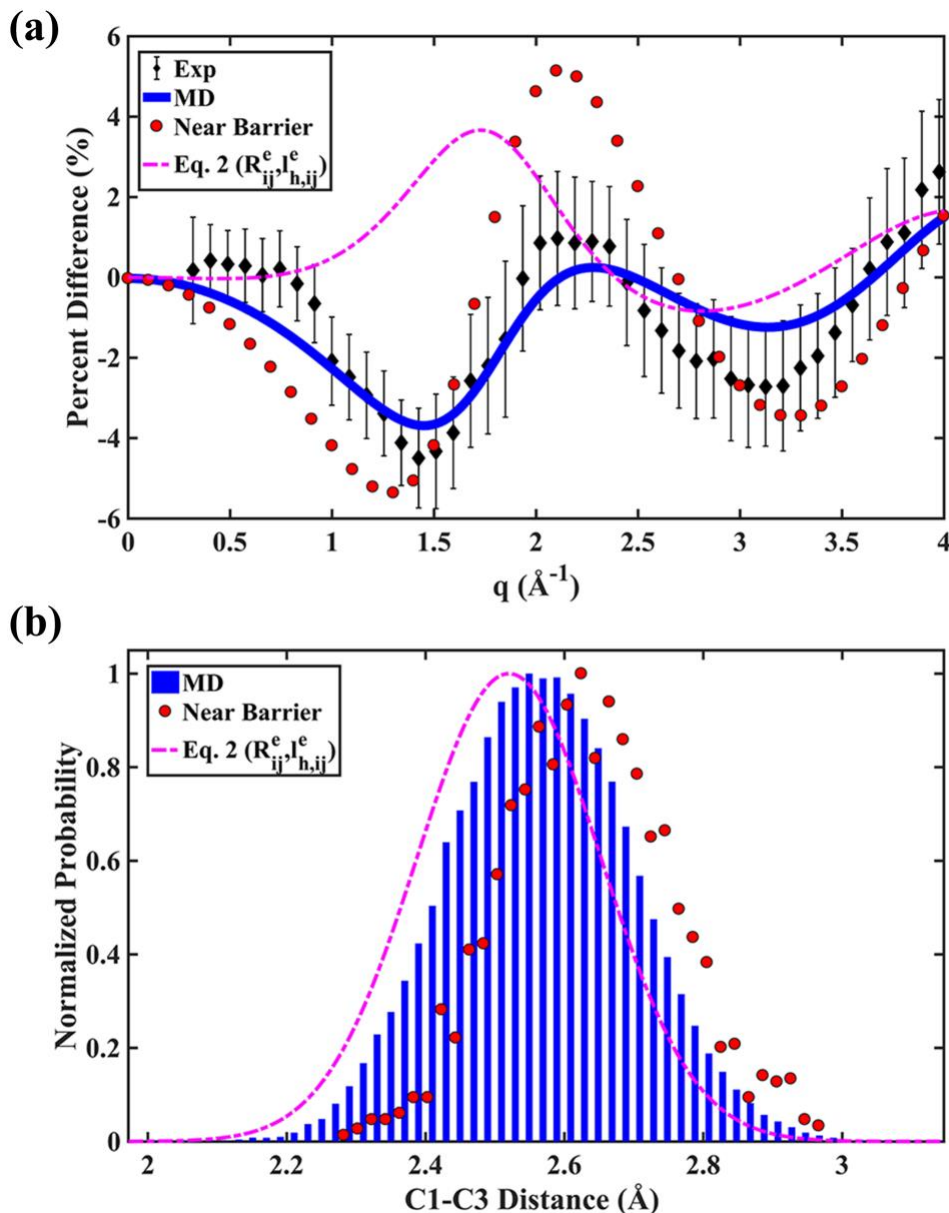 (a)
6
4
2
0
-2
-4
-6
Percent Difference (%)
Exp
MD
Near Barrier
Eq. 2 (R^e_ij,I^e_h,ij)
0 0.5 1 1.5 2 2.5 3 3.5 4
q (Å^-1)
(b)
1
0.8
0.6
0.4
0.2
0
Normalized Probability
MD
Near Barrier
Eq. 2 (R^e_ij,I^e_h,ij)
2 2.2 2.4 2.6 2.8 3
C1-C3 Distance (Å)